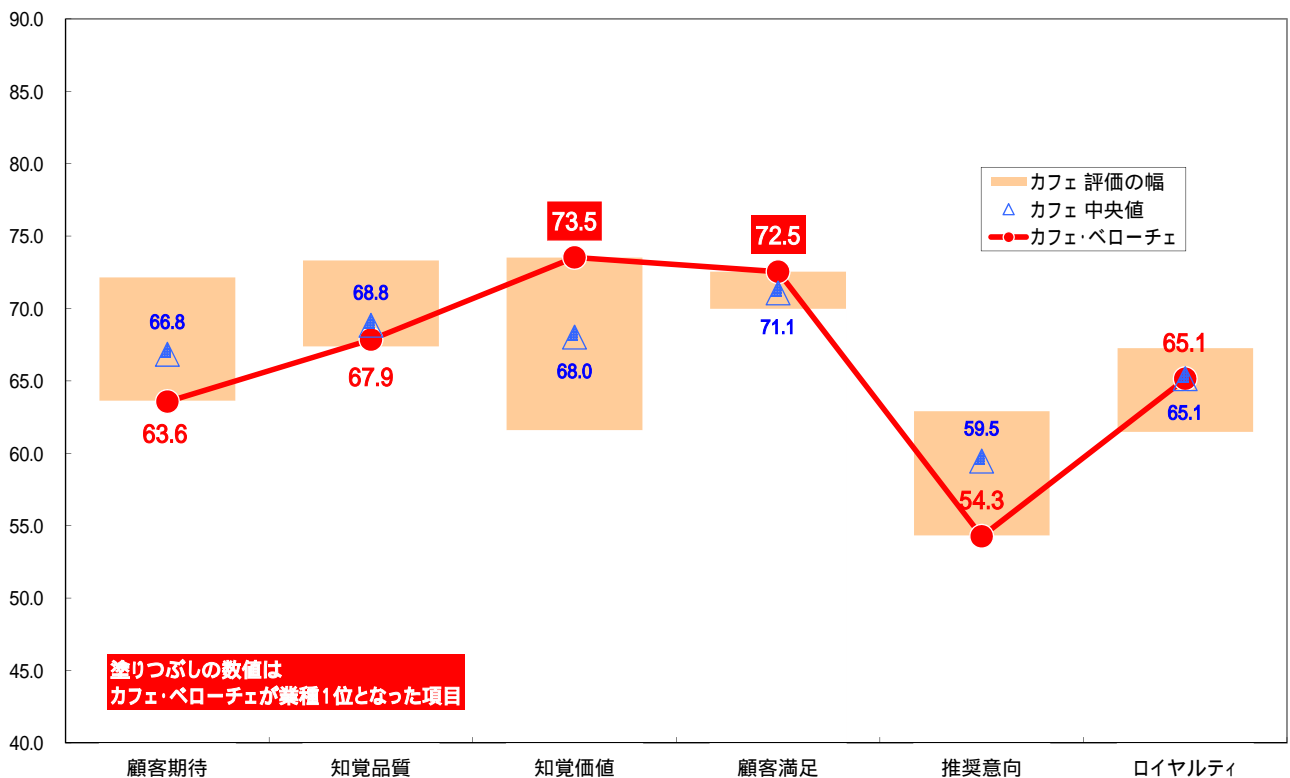 90.0
85.0
80.0
75.0
70.0
65.0
60.0
55.0
50.0
45.0
40.0
カフェ 評価の幅
カフェ 中央値
カフェ・ベローチェ
66.8
63.6
68.8
67.9
73.5
68.0
72.5
71.1
59.5
54.3
65.1
65.1
塗りつぶしの数値は
カフェ・ベローチェが業種1位となった項目
顧客期待
知覚品質
知覚価値
顧客満足
推奨意向
ロイヤルティ